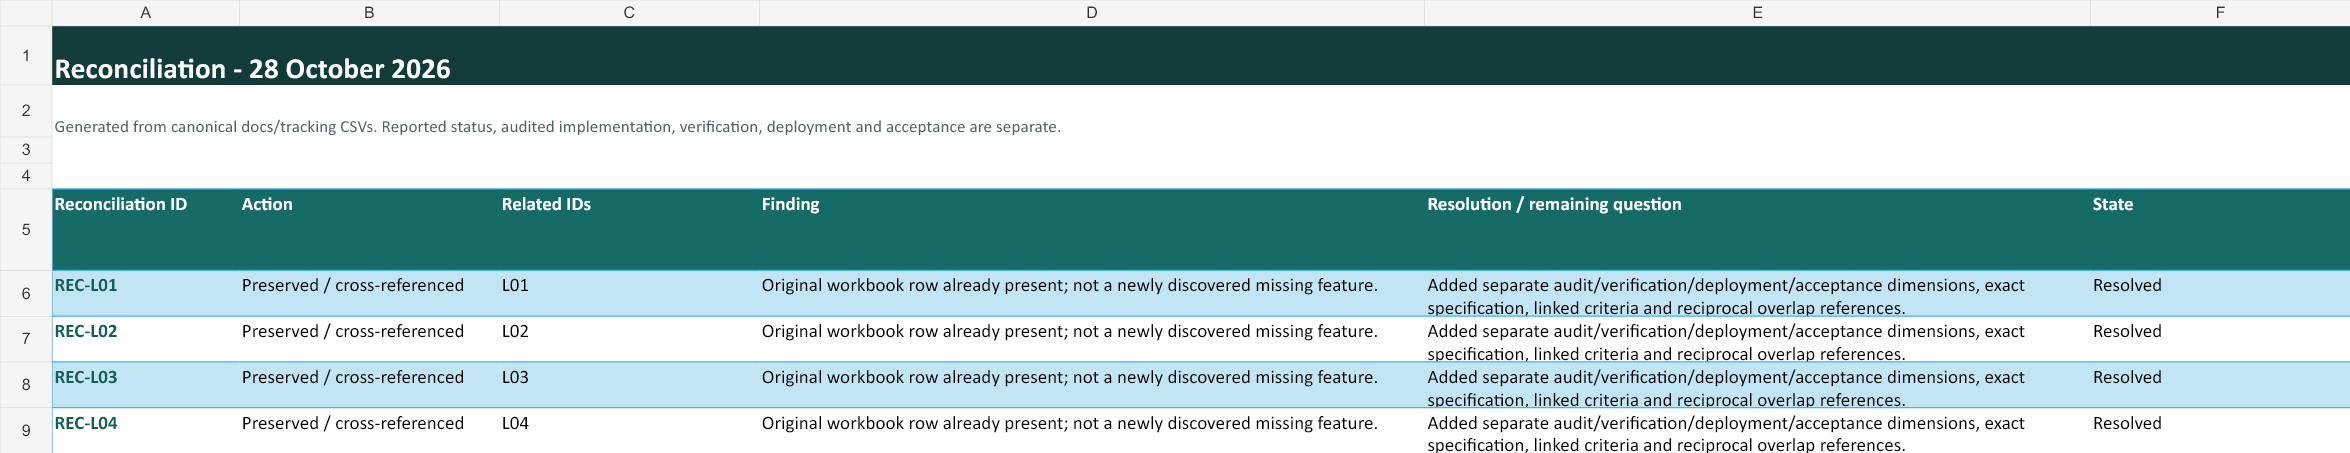 A B C D E F
1 Reconciliation - 28 October 2026
2 Generated from canonical docs/tracking CSVs. Reported status, audited implementation, verification, deployment and acceptance are separate.
3
4
5 Reconciliation ID Action Related IDs Finding Resolution / remaining question State
6 REC-L01 Preserved / cross-referenced L01 Original workbook row already present; not a newly discovered missing feature. Added separate audit/verification/deployment/acceptance dimensions, exact Resolved
specification, linked criteria and reciprocal overlap references.
7 REC-L02 Preserved / cross-referenced L02 Original workbook row already present; not a newly discovered missing feature. Added separate audit/verification/deployment/acceptance dimensions, exact Resolved
specification, linked criteria and reciprocal overlap references.
8 REC-L03 Preserved / cross-referenced L03 Original workbook row already present; not a newly discovered missing feature. Added separate audit/verification/deployment/acceptance dimensions, exact Resolved
specification, linked criteria and reciprocal overlap references.
9 REC-L04 Preserved / cross-referenced L04 Original workbook row already present; not a newly discovered missing feature. Added separate audit/verification/deployment/acceptance dimensions, exact Resolved
specification, linked criteria and reciprocal overlap references.